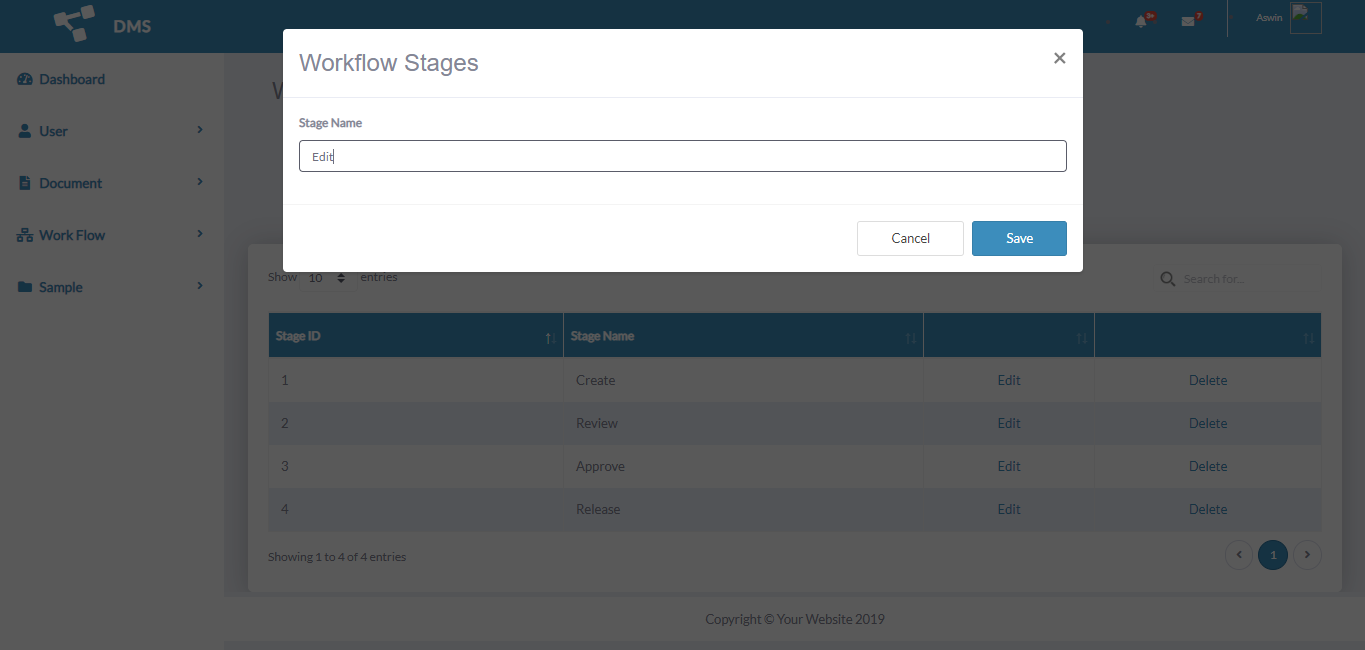 DMS
3+
7
Aswin
Workflow Stages
×
Dashboard
User
Document
Work Flow
Sample
Stage Name
Edit
Cancel
Save
Show 10 entries
Search for...
Stage ID Stage Name
1 Create Edit Delete
2 Review Edit Delete
3 Approve Edit Delete
4 Release Edit Delete
Showing 1 to 4 of 4 entries
1
Copyright © Your Website 2019